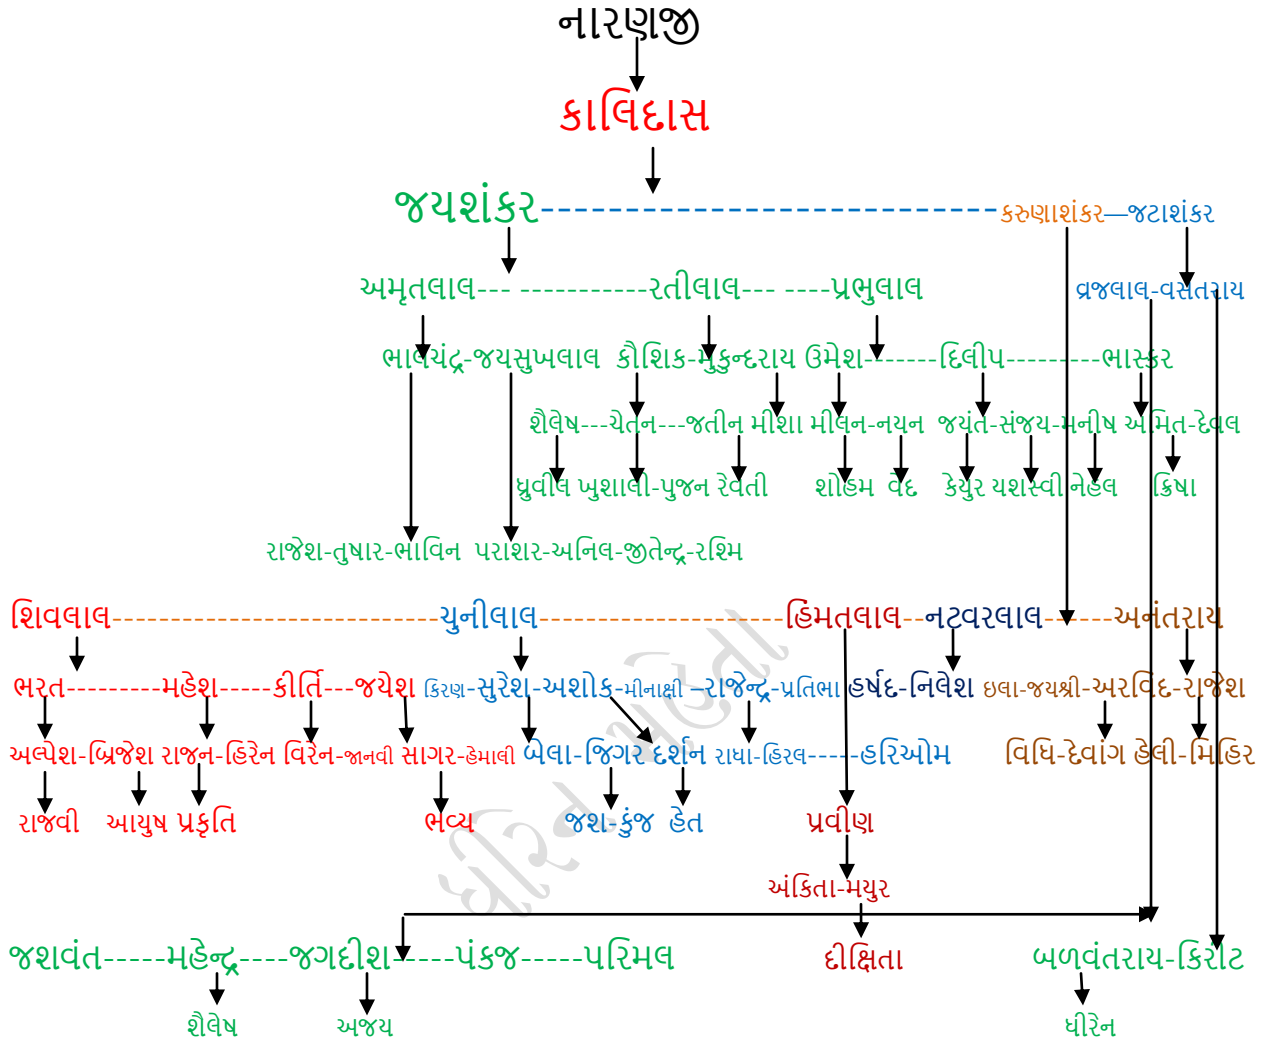 નારણજી
કાલિદાસ
જયશંકર---------------------------------કરુણાશંકર—જટાશંકર
અમૃતલાલ--- ------------રતીલાલ--- ----પ્રભુલાલ
વ્રજલાલ-વસંતરાય
ભાલચંદ્ર-જયસુખલાલ કૌશિક-મુકુન્દરાય ઉમેશ-------દિલીપ---------ભાસ્કર
શૈલેષ---ચેતન---જતીન મીશા મીલન-નયન જયંત-સંજય-મનીષ અમિત-દેવલ
ધ્રુવીલ ખુશાલી-પુજન રેવતી શોહમ વેદ કેયુર યશસ્વી નેહલ ક્રિષા
રાજેશ-તુષાર-ભાવિન પરાશર-અનિલ-જીતેન્દ્ર-રશ્મિ
શિવલાલ-----------------------------ચુનીલાલ----------------------હિંમતલાલ--નટવરલાલ------અનંતરાય
ભરત---------મહેશ-----કીર્તિ---જયેશ કિરણ-સુરેશ-અશોક-મીનાક્ષી –રાજેન્દ્ર-પ્રતિભા હર્ષદ-નિલેશ ઇલા-જયશ્રી-અરવિંદ-રાજેશ
અલ્પેશ-બ્રિજેશ રાજન-હિરેન વિરેન-જાનવી સાગર-હેમાલી બેલા-જિગર દર્શન રાધા-હિરલ-----હરિઓમ વિધિ-દેવાંગ હેલી-મિહિર
રાજવી આયુષ પ્રકૃતિ ભવ્ય જશ-કુંજ હેત પ્રવીણ
અંકિતા-મયુર
જશવંત-----મહેન્દ્ર----જગદીશ-----પંકજ-----પરિમલ દીક્ષિતા બળવંતરાય-કિરીટ
શૈલેષ અજય ધીરેન
ધીરેન મહેતા